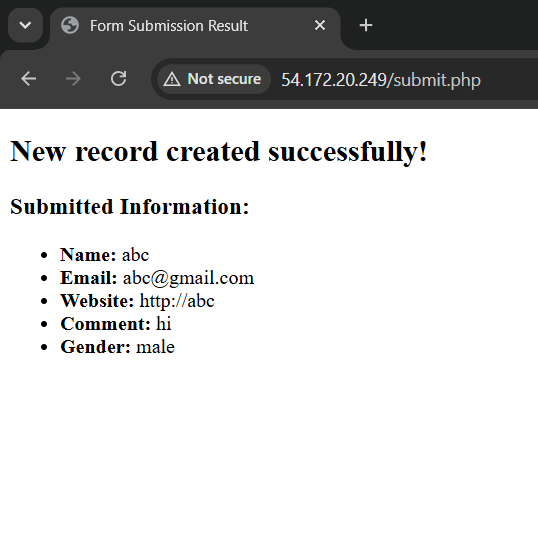 Form Submission Result
Not secure 54.172.20.249/submit.php
New record created successfully!
Submitted Information:
Name: abc
Email: abc@gmail.com
Website: http://abc
Comment: hi
Gender: male